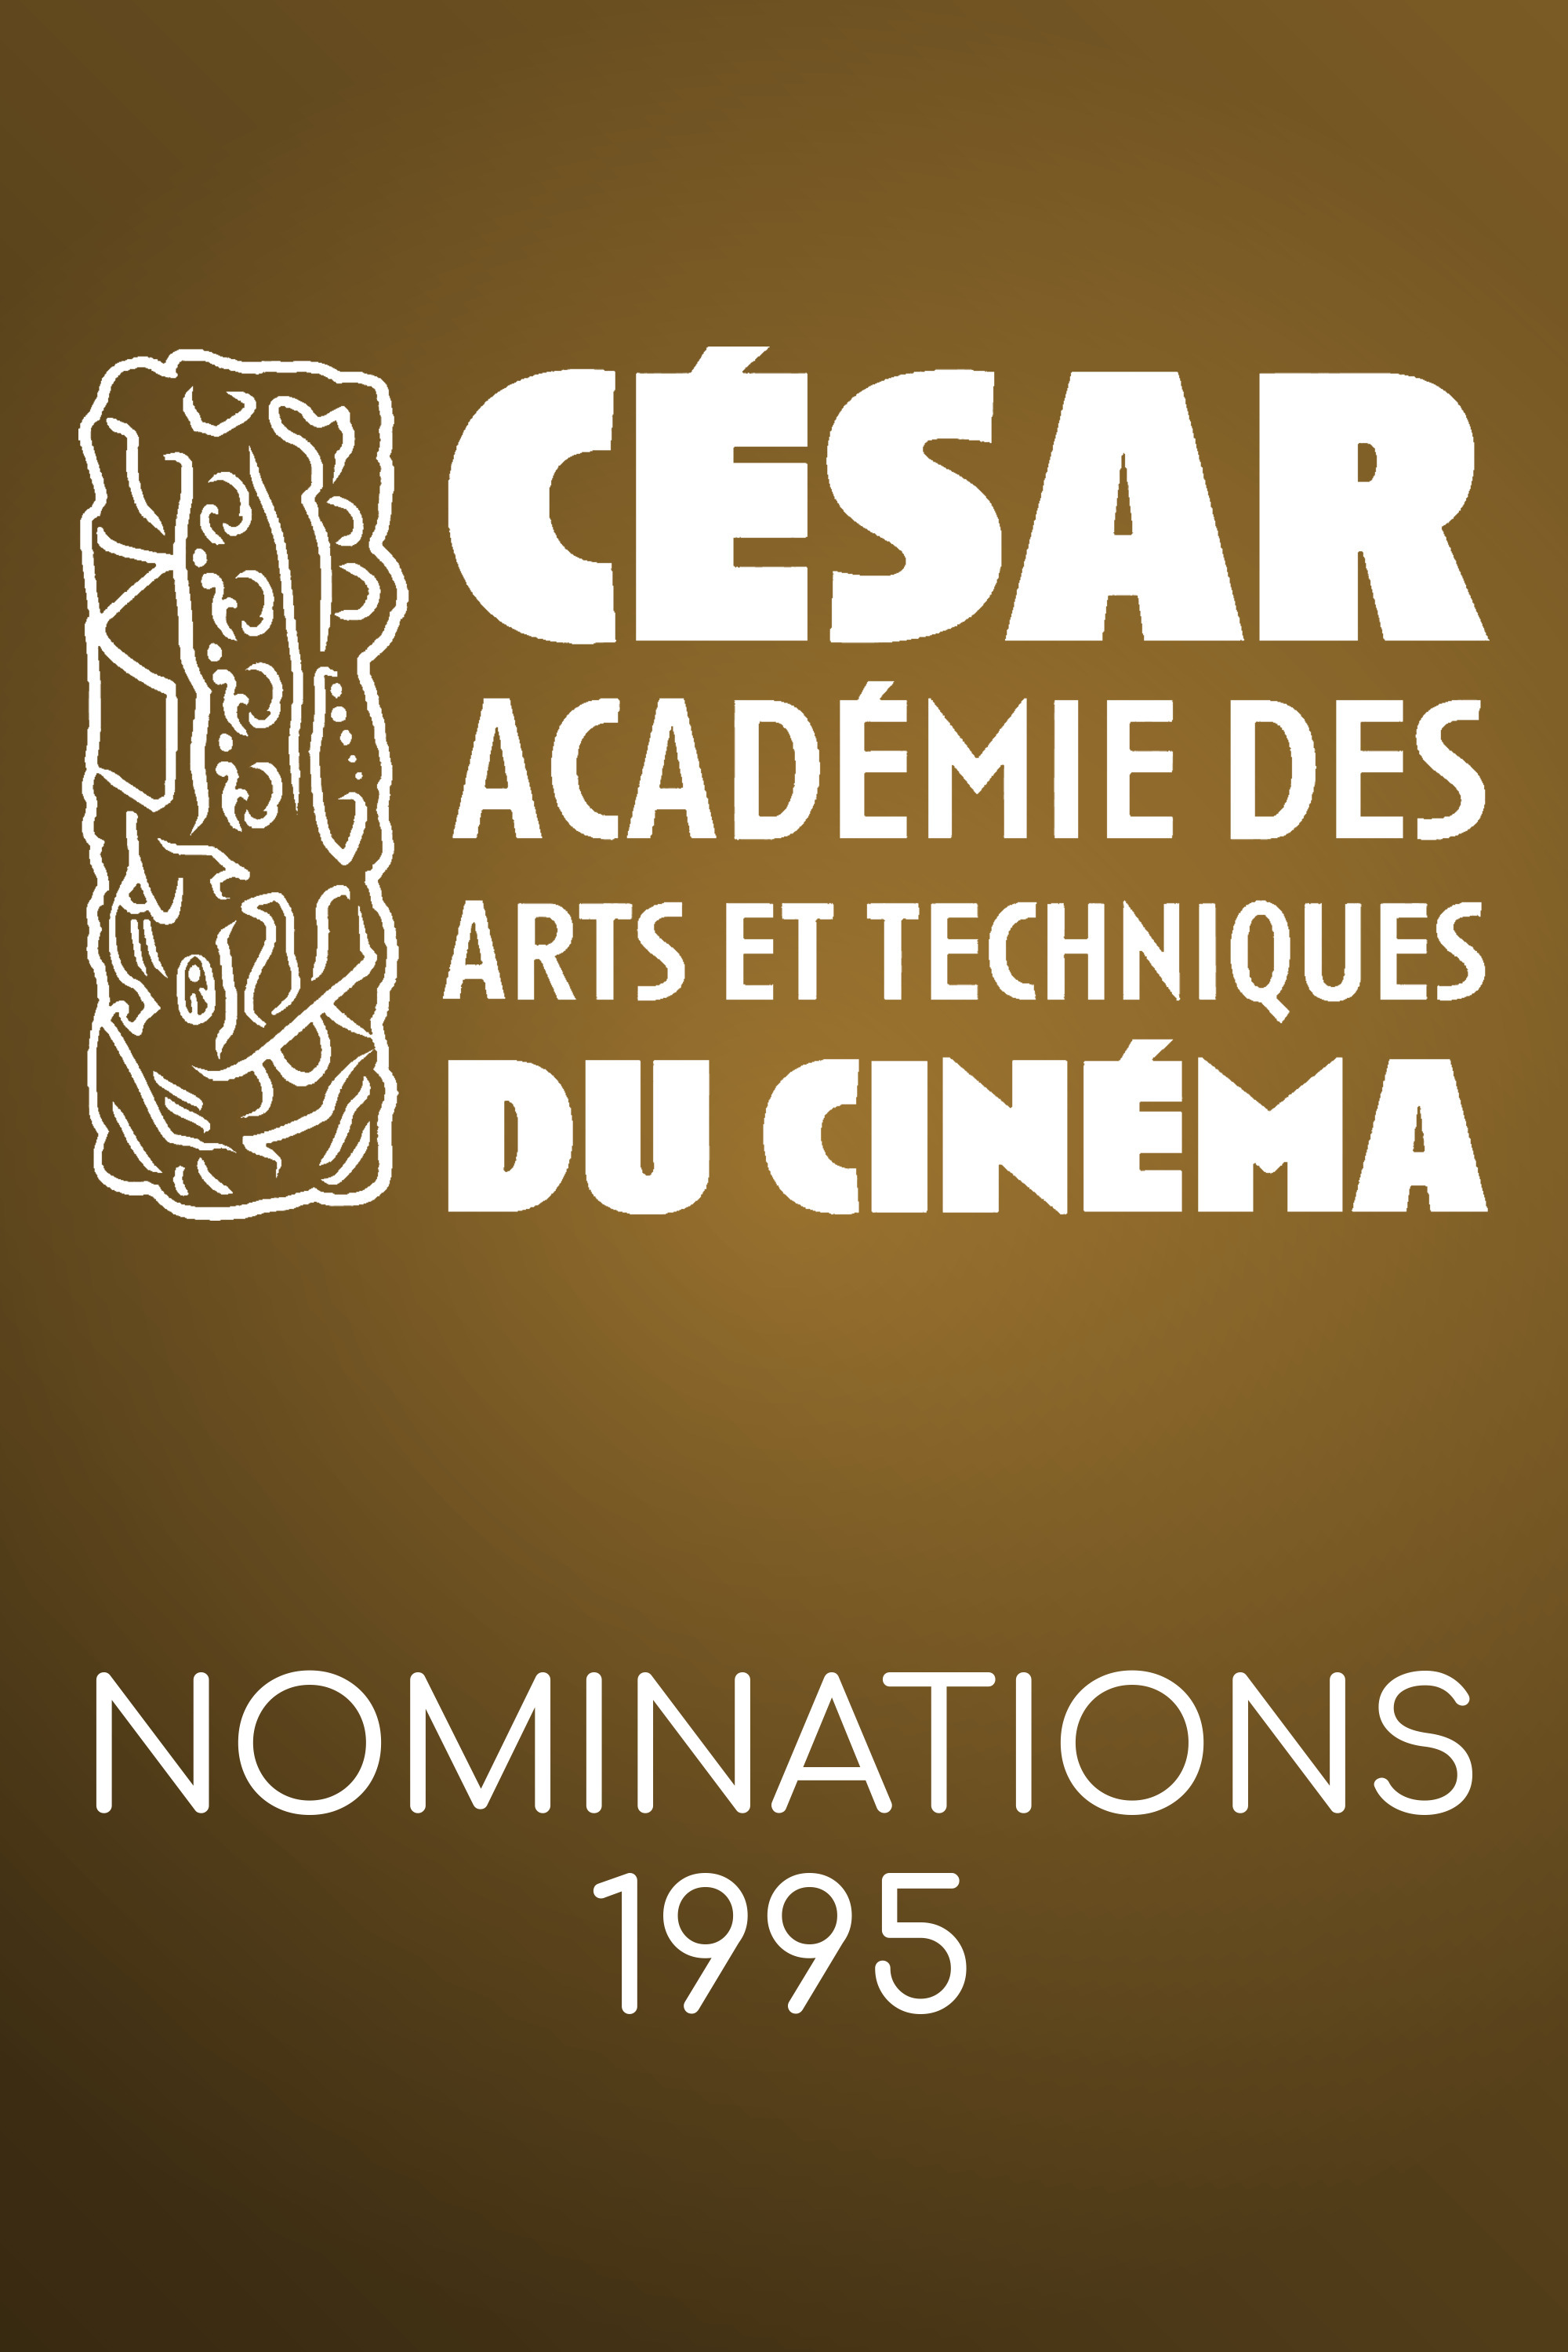 CÉSAR
ACADÉMIE DES
ARTS ET TECHNIQUES
DU CINÉMA
NOMINATIONS
1995